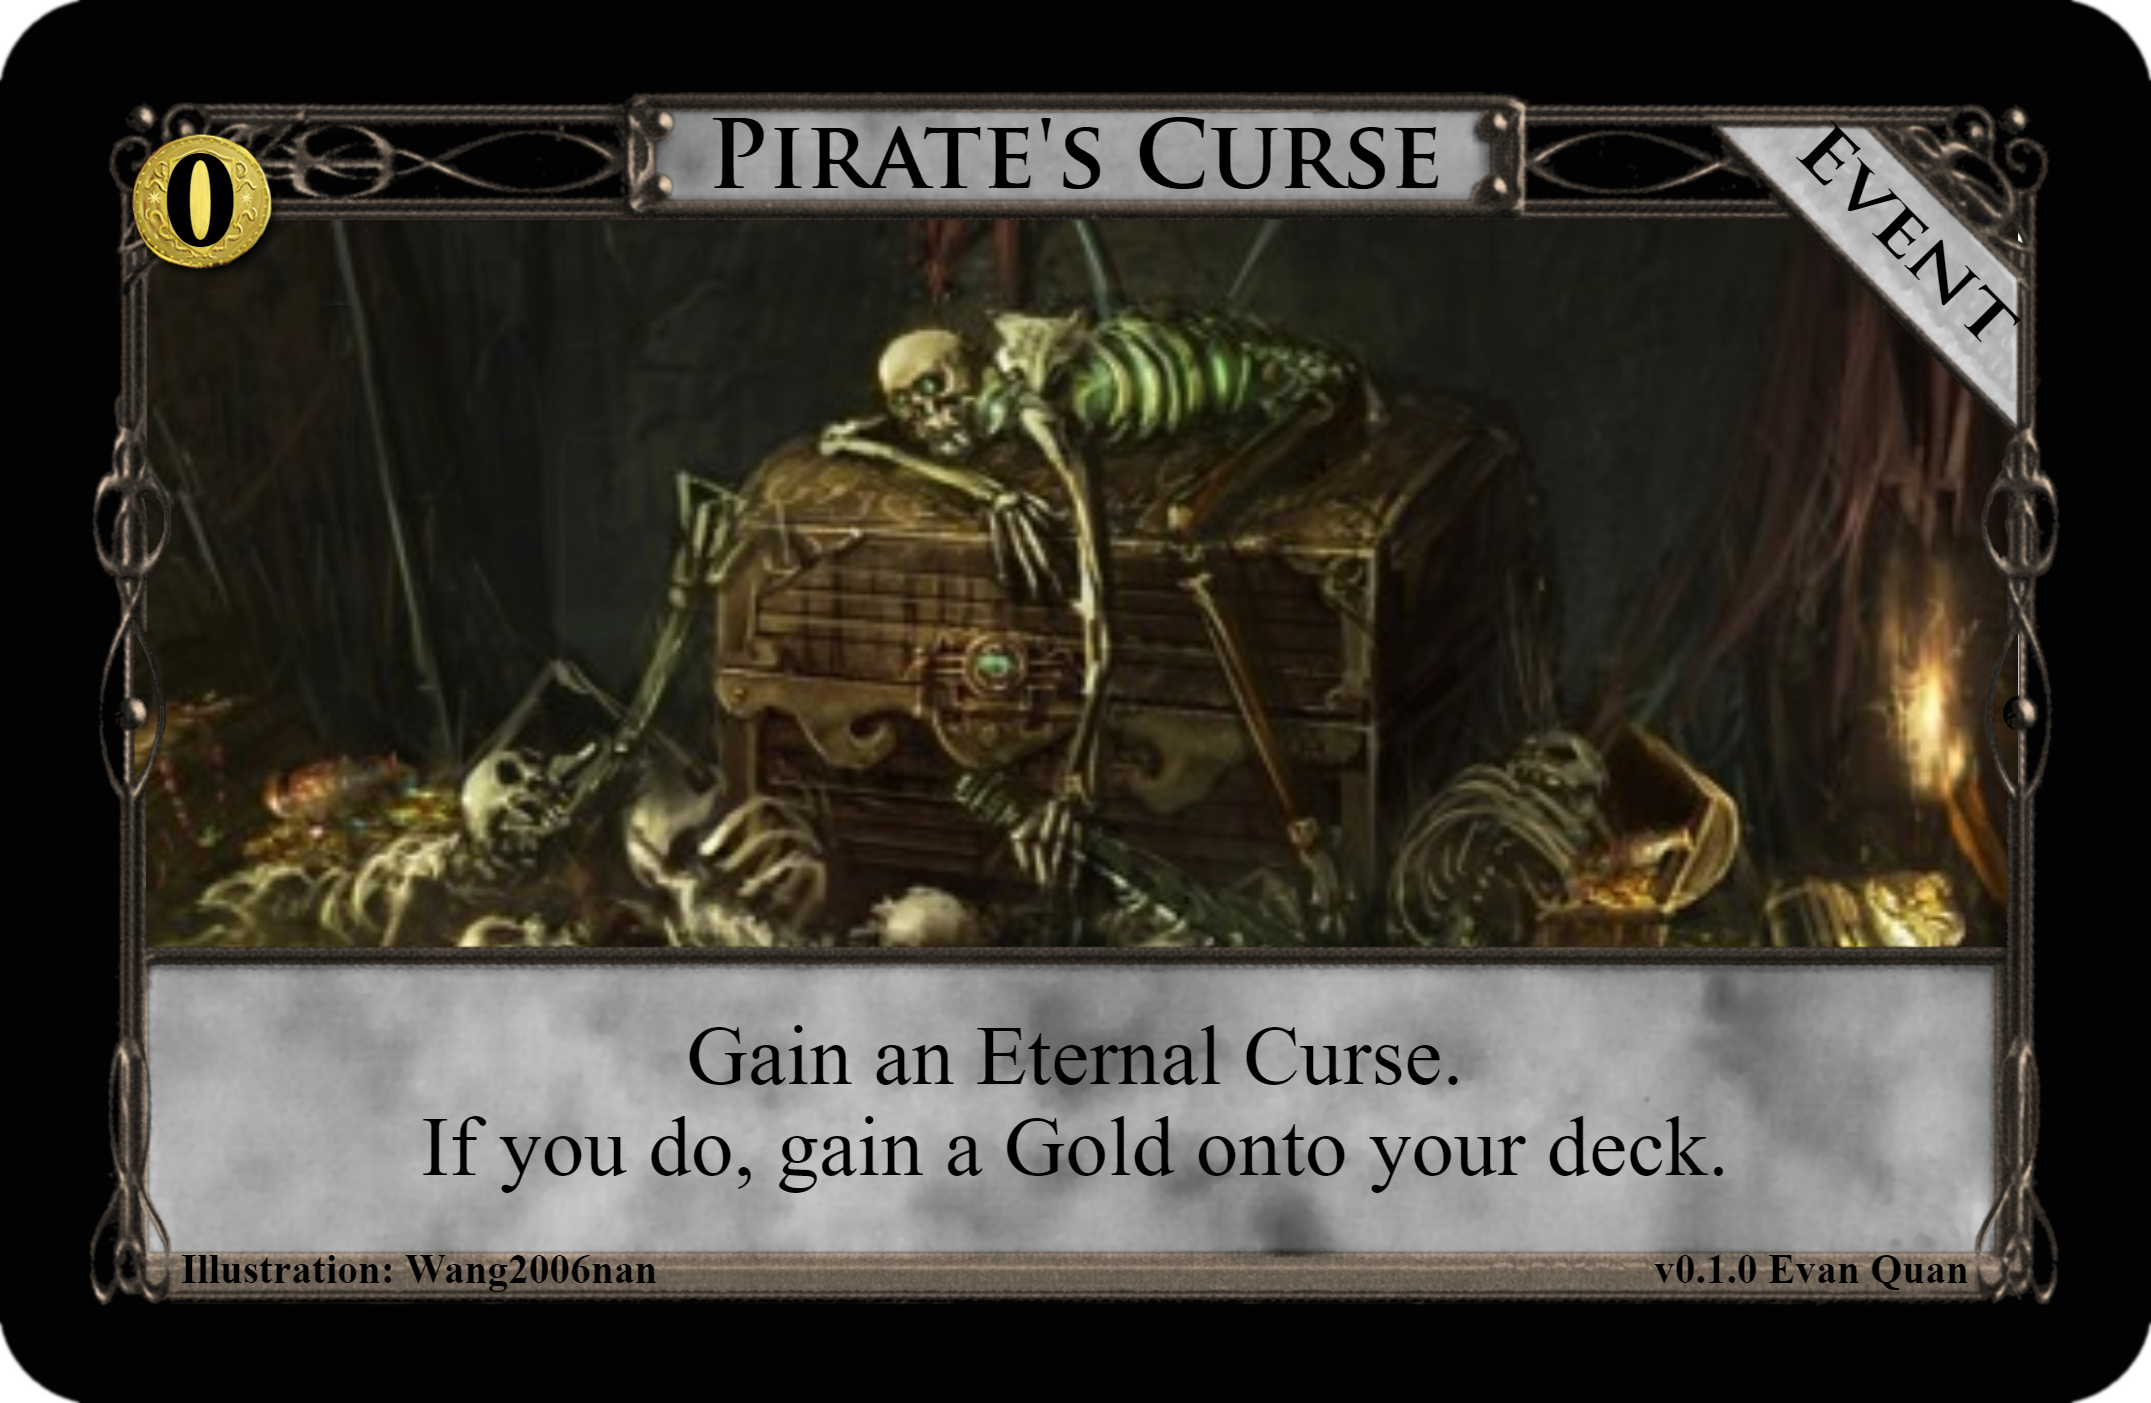 0
PIRATE'S CURSE
EVENT
Gain an Eternal Curse.
If you do, gain a Gold onto your deck.
Illustration: Wang2006nan
v0.1.0 Evan Quan